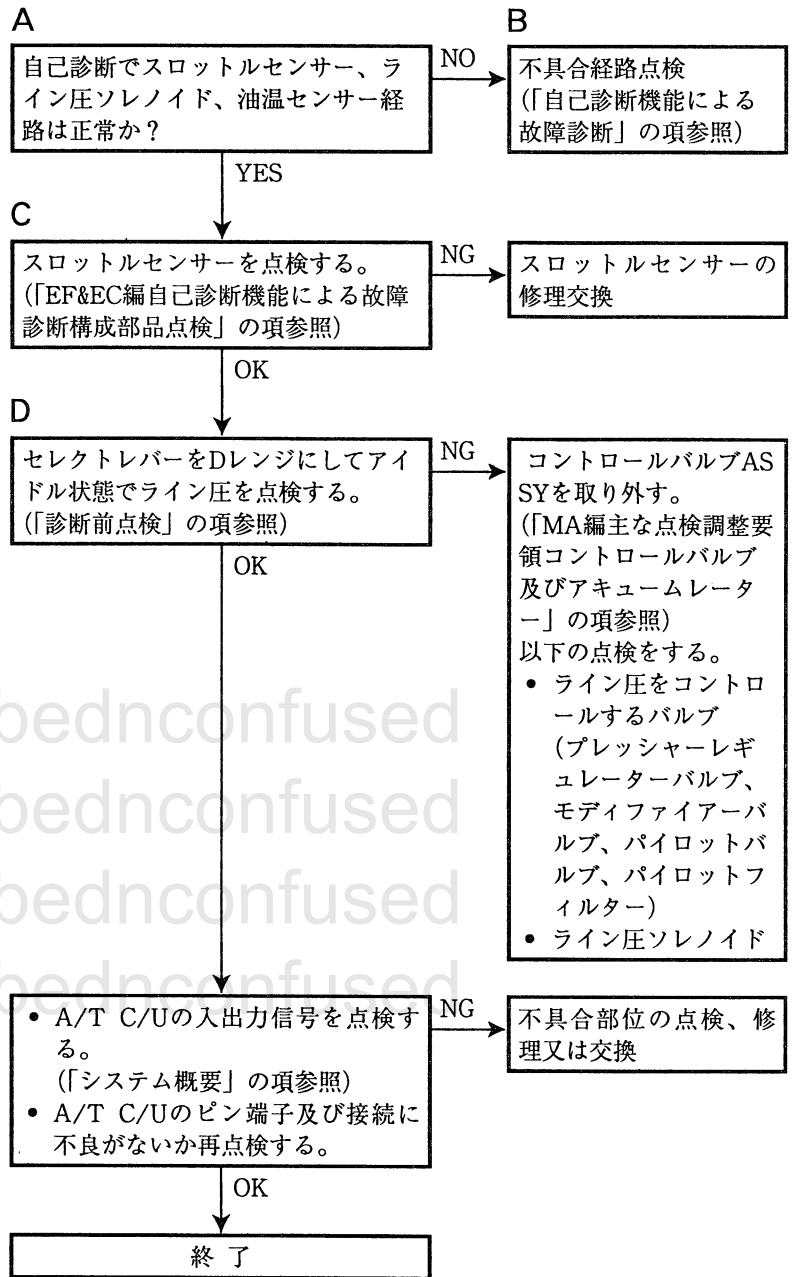 A
自己診断でスロットルセンサー、ラ
イン圧ソレノイド、油温センサー経
路は正常か？
NO
B
不具合経路点検
(「自己診断機能による
故障診断」の項参照)
YES
C
スロットルセンサーを点検する。
(「EF&EC編自己診断機能による故障
診断構成部品点検」の項参照)
NG
スロットルセンサーの
修理交換
OK
D
セレクトレバーをDレンジにしてアイ
ドル状態でライン圧を点検する。
(「診断前点検」の項参照)
NG
コントロールバルブAS
SYを取り外す。
(「MA編主な点検調整要
領コントロールバルブ
及びアキュームレータ
ー」の項参照)
以下の点検をする。
• ライン圧をコントロ
ールするバルブ
(プレッシャーレギ
ュレーターバルブ、
モディファイアーバ
ルブ、パイロットバ
ルブ、パイロットフ
ィルター)
• ライン圧ソレノイド
OK
bednconfused
bednconfused
bednconfused
bednconfused
• A/T C/Uの入出力信号を点検す
る。
(「システム概要」の項参照)
• A/T C/Uのピン端子及び接続に
不良がないか再点検する。
NG
不具合部位の点検、修
理又は交換
OK
終 了